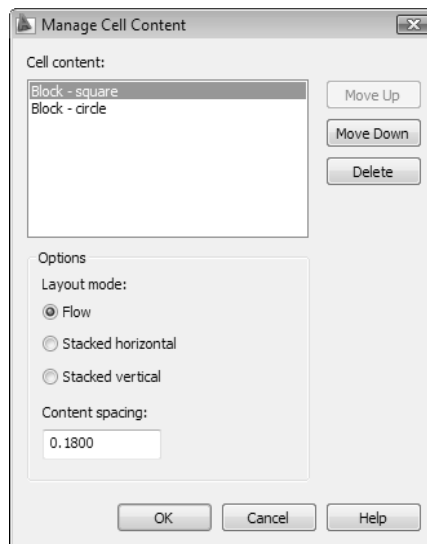 Manage Cell Content
Cell content:
Block - square
Block - circle
Move Up
Move Down
Delete
Options
Layout mode:
Flow
Stacked horizontal
Stacked vertical
Content spacing:
0.1800
OK
Cancel
Help